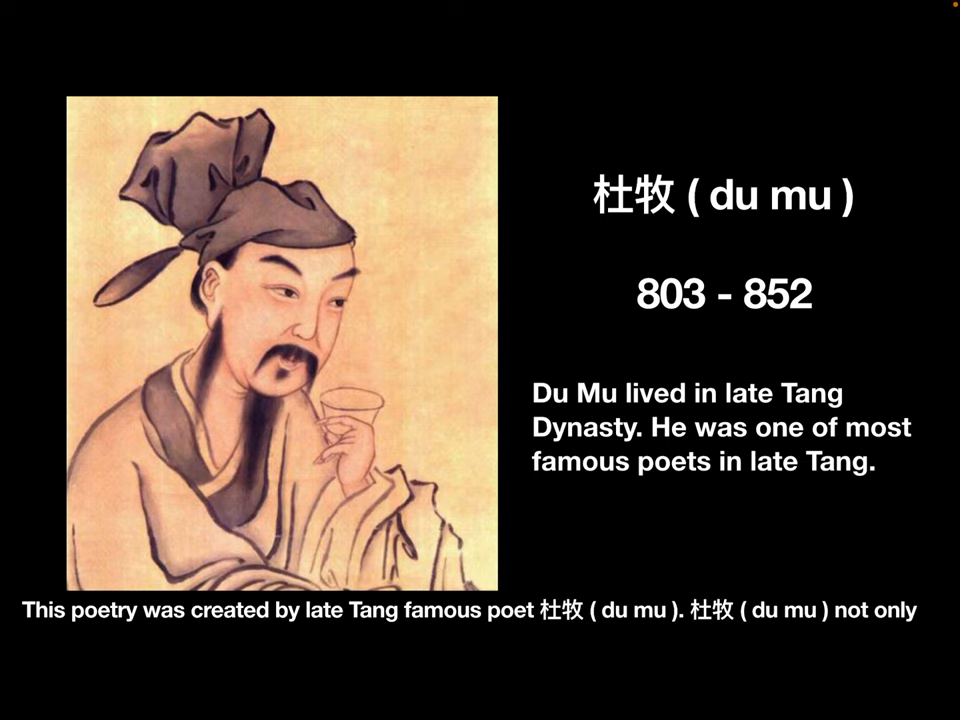 杜牧 ( du mu )
803 - 852
Du Mu lived in late Tang
Dynasty. He was one of most
famous poets in late Tang.
This poetry was created by late Tang famous poet 杜牧 ( du mu ). 杜牧 ( du mu ) not only